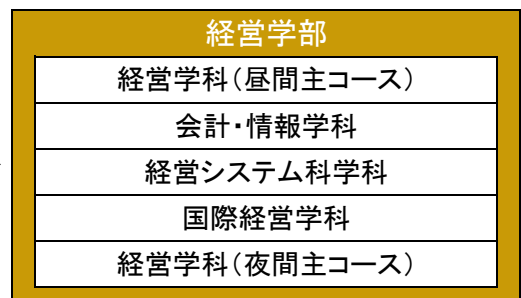 経営学部
経営学科（昼間主コース）
会計・情報学科
経営システム科学科
国際経営学科
経営学科（夜間主コース）